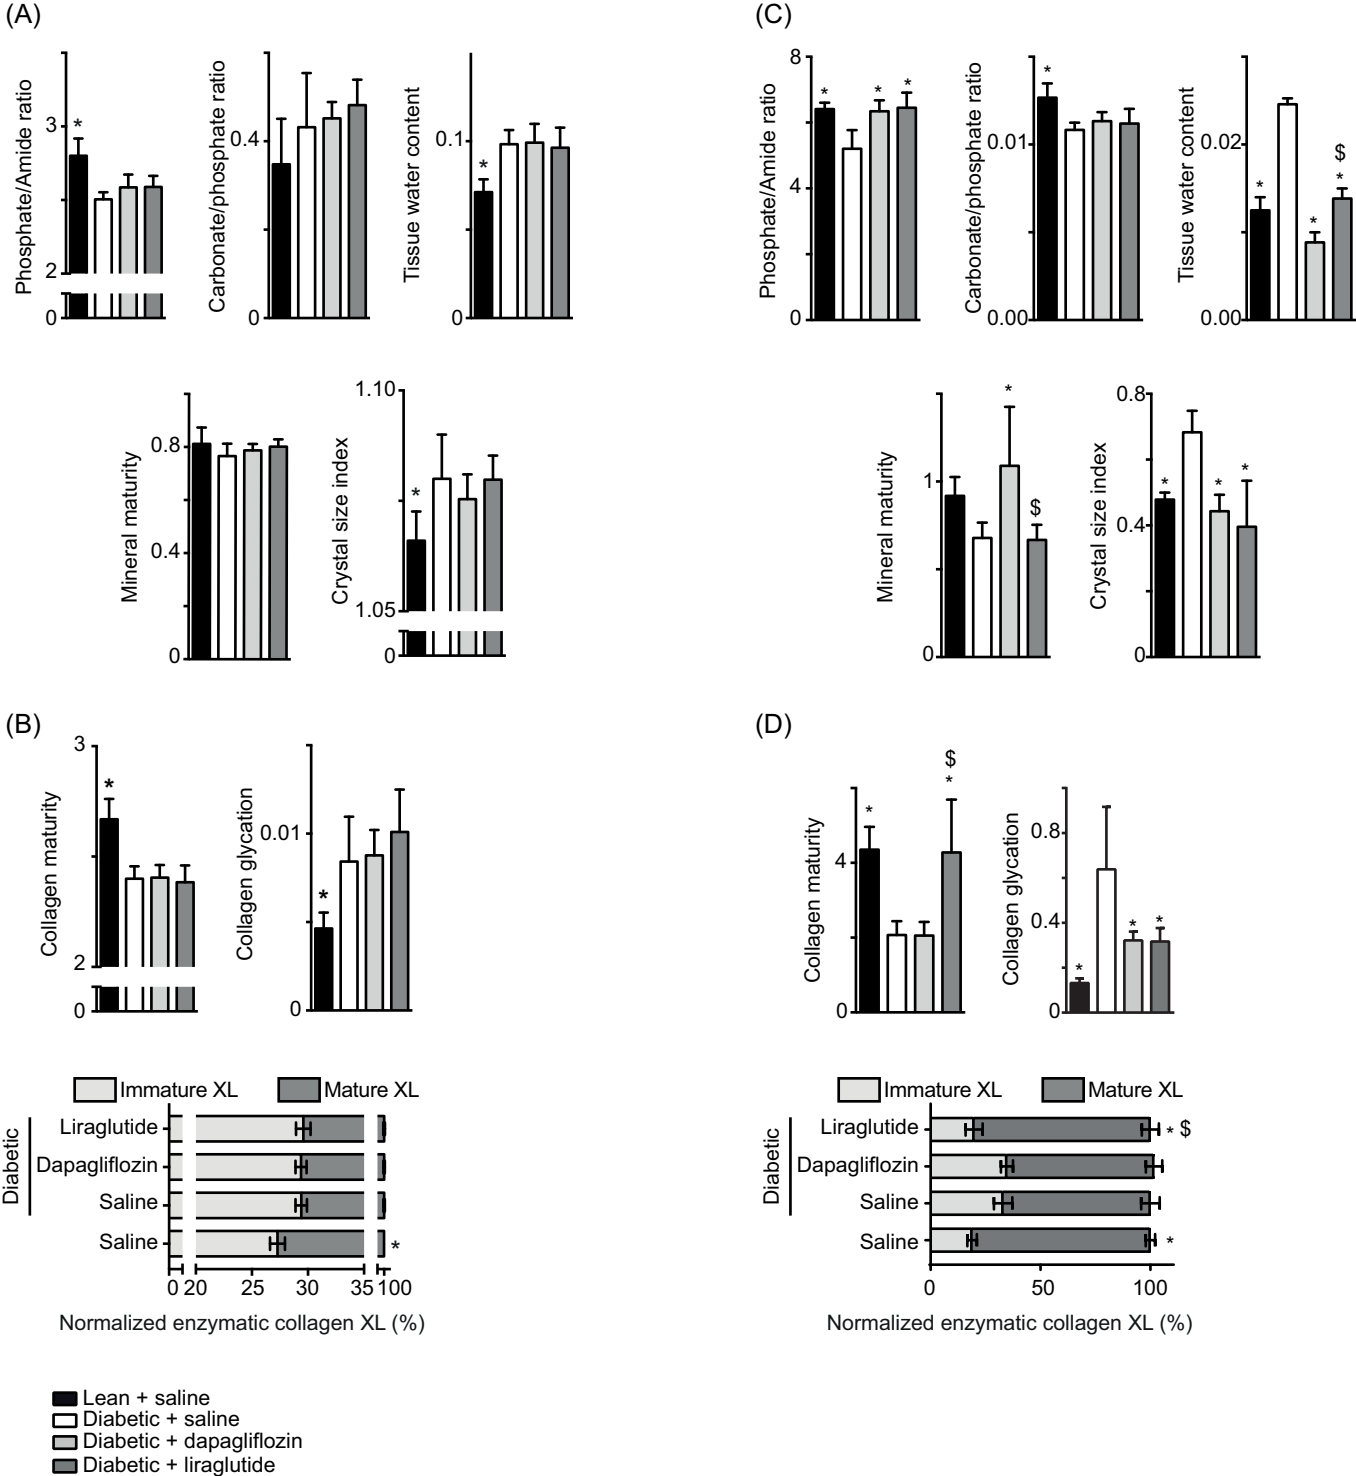 (A)
Phosphate/Amide ratio
3
2
0
*
Carbonate/phosphate ratio
0.4
0
Tissue water content
0.1
0
*
Mineral maturity
0.8
0.4
0
Crystal size index
1.10
1.05
0
*
(B)
Collagen maturity
3
2
0
*
Collagen glycation
0.01
0
*
Immature XL
Mature XL
Diabetic
Liraglutide
Dapagliflozin
Saline
Saline
*
0 20 25 30 35 100
Normalized enzymatic collagen XL (%)
Lean + saline
Diabetic + saline
Diabetic + dapagliflozin
Diabetic + liraglutide
(C)
Phosphate/Amide ratio
8
4
0
* * *
Carbonate/phosphate ratio
0.01
0.00
*
Tissue water content
0.02
0.00
* * $ *
Mineral maturity
1
0
* $
Crystal size index
0.8
0.4
0
* * *
(D)
Collagen maturity
4
0
* $ *
Collagen glycation
0.8
0.4
0
* * *
Immature XL
Mature XL
Diabetic
Liraglutide
* $
Dapagliflozin
Saline
Saline
*
0 50 100
Normalized enzymatic collagen XL (%)